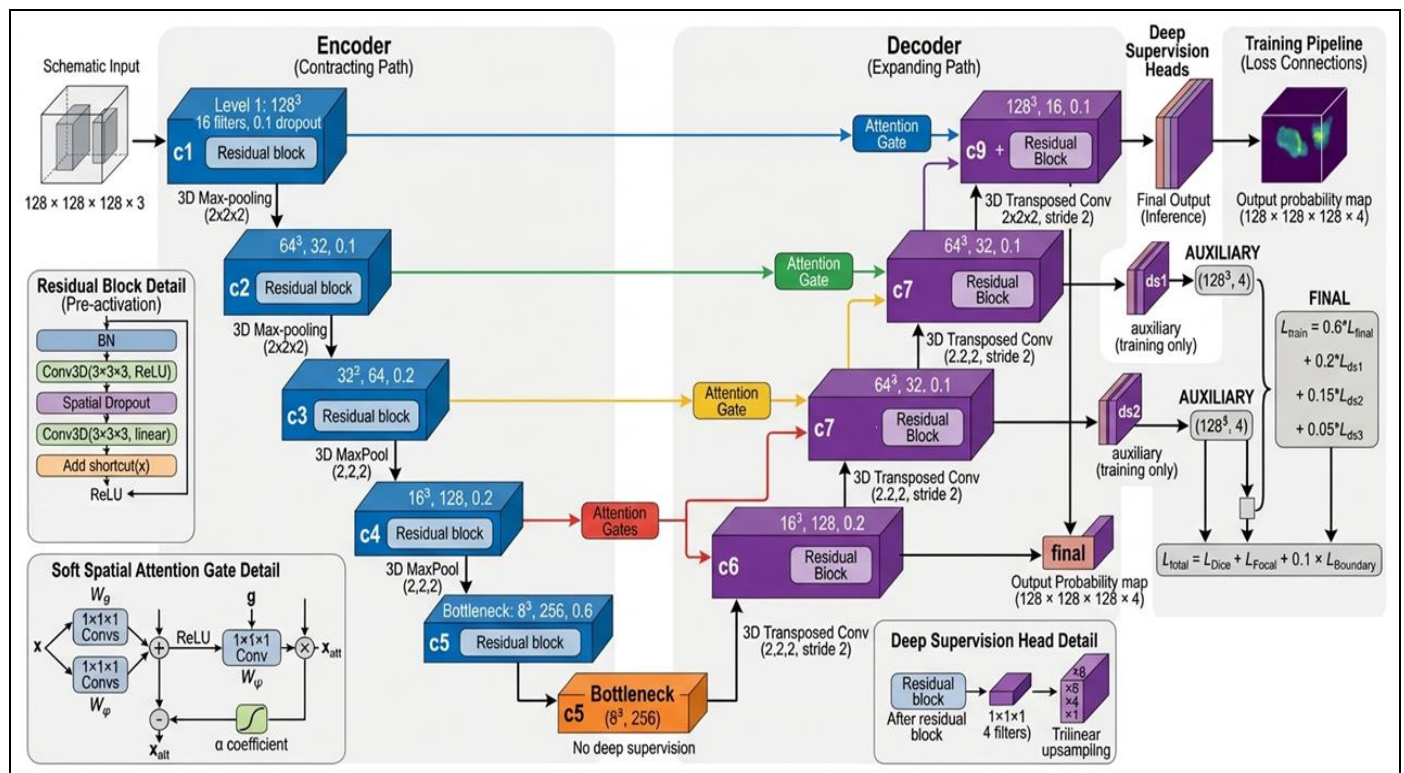 Schematic Input
128 × 128 × 128 × 3
Encoder
(Contracting Path)
Level 1: 128³
16 filters, 0.1 dropout
c1
Residual block
3D Max-pooling
(2x2x2)
64³, 32, 0.1
c2
Residual block
3D Max-pooling
(2x2x2)
32², 64, 0.2
c3
Residual block
3D MaxPool
(2,2,2)
16³, 128, 0.2
c4
Residual block
3D MaxPool
(2,2,2)
Bottleneck: 8³, 256, 0.6
c5
Residual block
Bottleneck
c5
(8³, 256)
No deep supervision
Attention
Gate
Attention
Gate
Attention
Gate
Attention
Gates
Decoder
(Expanding Path)
128³, 16, 0.1
c9 +
Residual
Block
3D Transposed Conv
2x2x2, stride 2)
64³, 32, 0.1
c7
Residual
Block
3D Transposed Conv
(2.2.2, stride 2)
64³, 32, 0.1
c7
Residual
Block
3D Transposed Conv
(2.2,2, stride 2)
16³, 128, 0.2
c6
Residual
Block
3D Transposed Conv
(2,2,2, stride 2)
Deep
Supervision
Heads
Final Output
(Inference)
ds1
auxiliary
(training only)
ds2
auxiliary
(training only)
final
Output Probability map
(128 × 128 × 128 × 4)
Training Pipeline
(Loss Connections)
Output probability map
(128 × 128 × 128 × 4)
AUXILIARY
(128³, 4)
AUXILIARY
(128⁵, 4)
FINAL
L_train = 0.6*L_final
+ 0.2*L_ds1
+ 0.15*L_ds2
+ 0.05*L_ds3
L_total = L_Dice + L_Focal + 0.1 × L_Boundary
Residual Block Detail
(Pre-activation)
BN
Conv3D(3×3×3, ReLU)
Spatial Dropout
Conv3D(3×3×3, linear)
Add shortcut(x)
ReLU
Soft Spatial Attention Gate Detail
W_g
1×1×1
Convs
x
1×1×1
Convs
W_φ
+
ReLU
g
1×1×1
Conv
W_φ
×
x_att
−
α coefficient
x_att
Deep Supervision Head Detail
Residual
block
After residual
block
1×1×1
4 filters)
×8
×6
×4
×1
Trilinear
upsampling